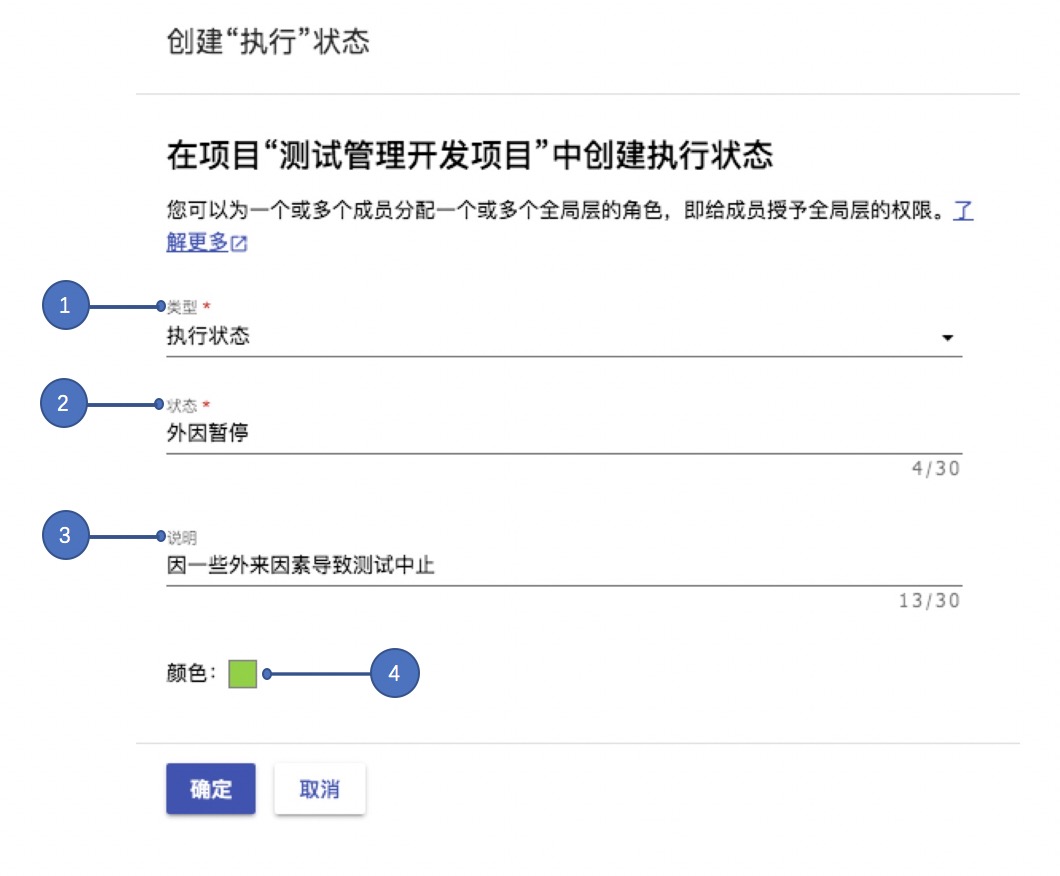 创建“执行”状态
在项目“测试管理开发项目”中创建执行状态
您可以为一个或多个成员分配一个或多个全局层的角色，即给成员授予全局层的权限。了
解更多
1
类型 *
执行状态
2
状态 *
外因暂停
4/30
3
说明
因一些外来因素导致测试中止
13/30
颜色：
4
确定 取消